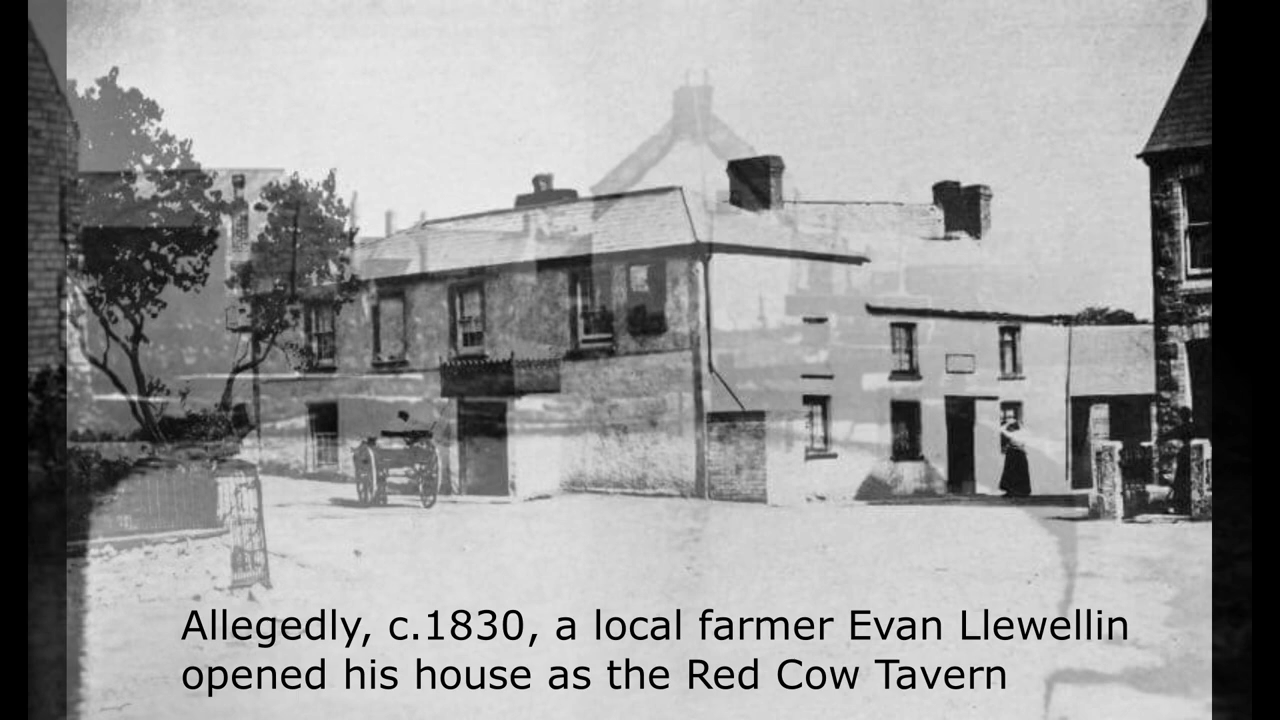 Allegedly, c.1830, a local farmer Evan Llewellin
opened his house as the Red Cow Tavern